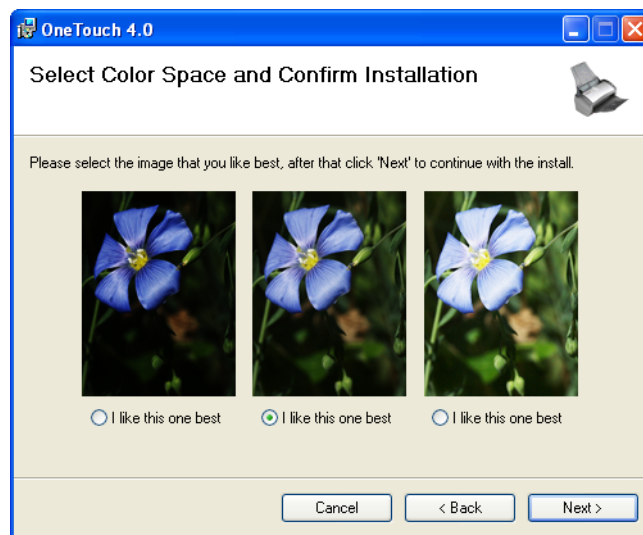 OneTouch 4.0
Select Color Space and Confirm Installation
Please select the image that you like best, after that click 'Next' to continue with the install.
I like this one best I like this one best I like this one best
Cancel < Back Next >